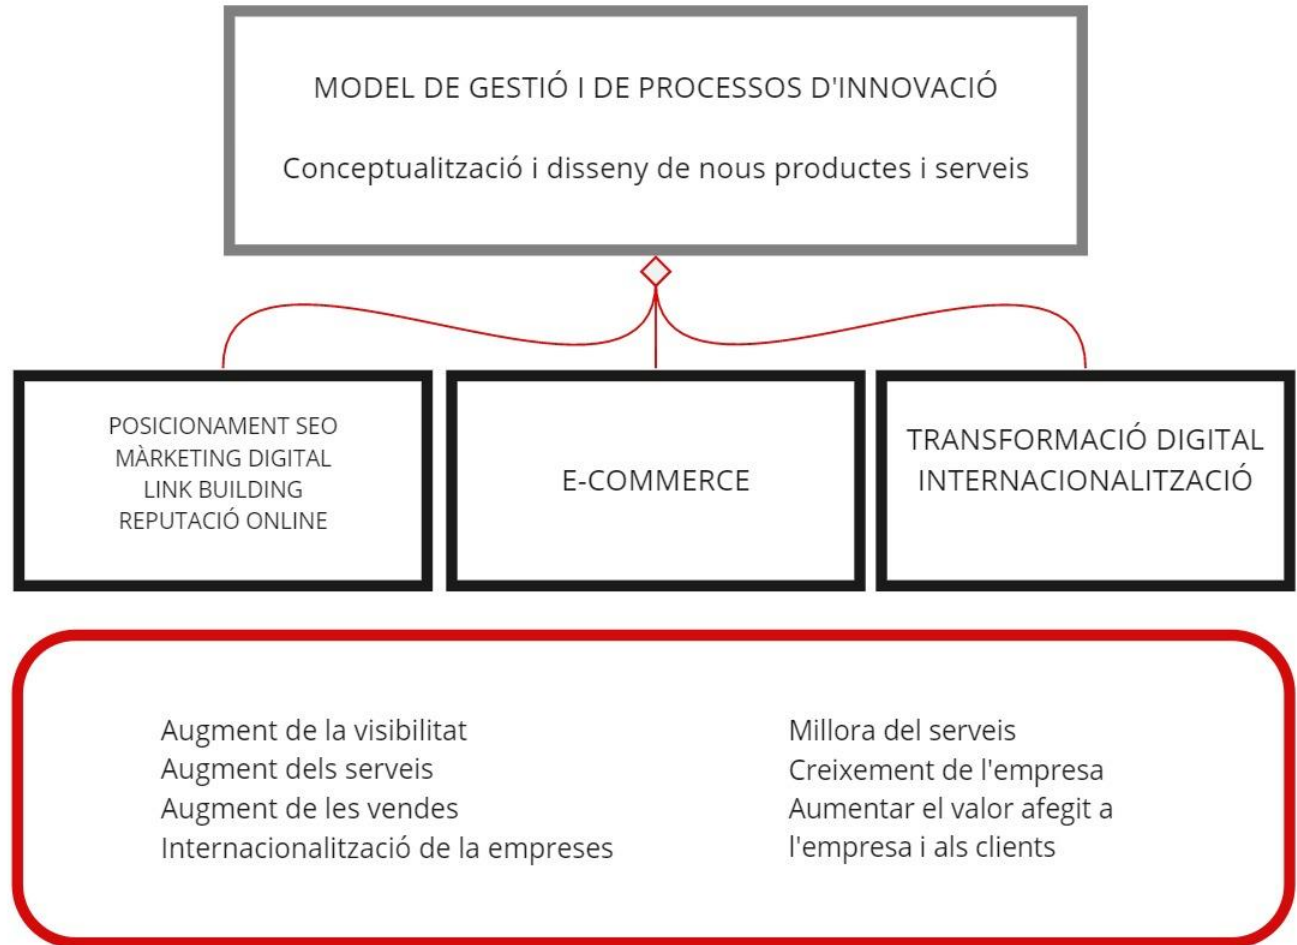 MODEL DE GESTIÓ I DE PROCESSOS D'INNOVACIÓ
Conceptualització i disseny de nous productes i serveis
POSICIONAMENT SEO
MÀRKETING DIGITAL
LINK BUILDING
REPUTACIÓ ONLINE
E-COMMERCE
TRANSFORMACIÓ DIGITAL
INTERNACIONALITZACIÓ
Augment de la visibilitat
Augment dels serveis
Augment de les vendes
Internacionalització de la empreses
Millora del serveis
Creixement de l'empresa
Aumentar el valor afegit a
l'empresa i als clients